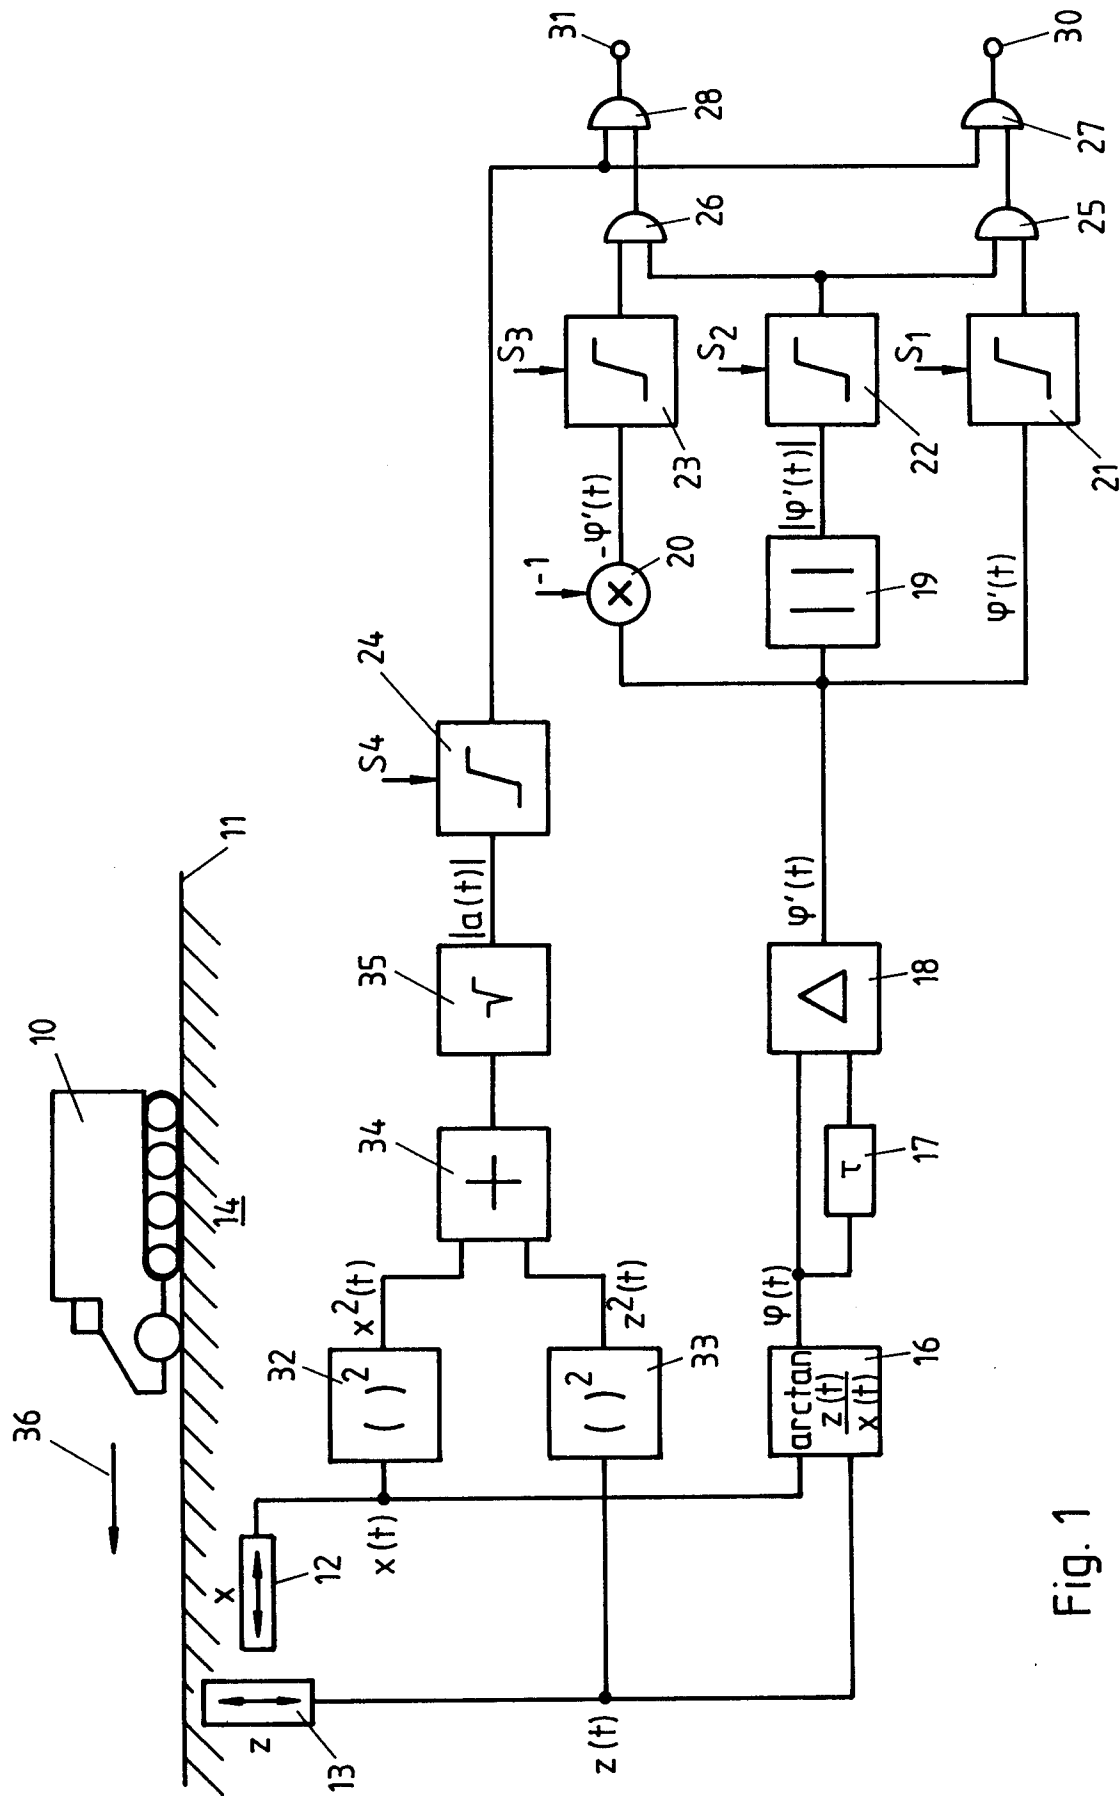 36
10
11
14
x
12
z
13
x(t)
z(t)
32
( )²
x²(t)
33
( )²
z²(t)
34
+
35
√
|a(t)|
S4
24
16
arctan z(t)/x(t)
φ(t)
17
τ
18
Δ
φ'(t)
-1
20
-φ'(t)
19
| |
|φ'(t)|
φ'(t)
S3
23
S2
22
S1
21
26
25
28
27
31
30
Fig. 1